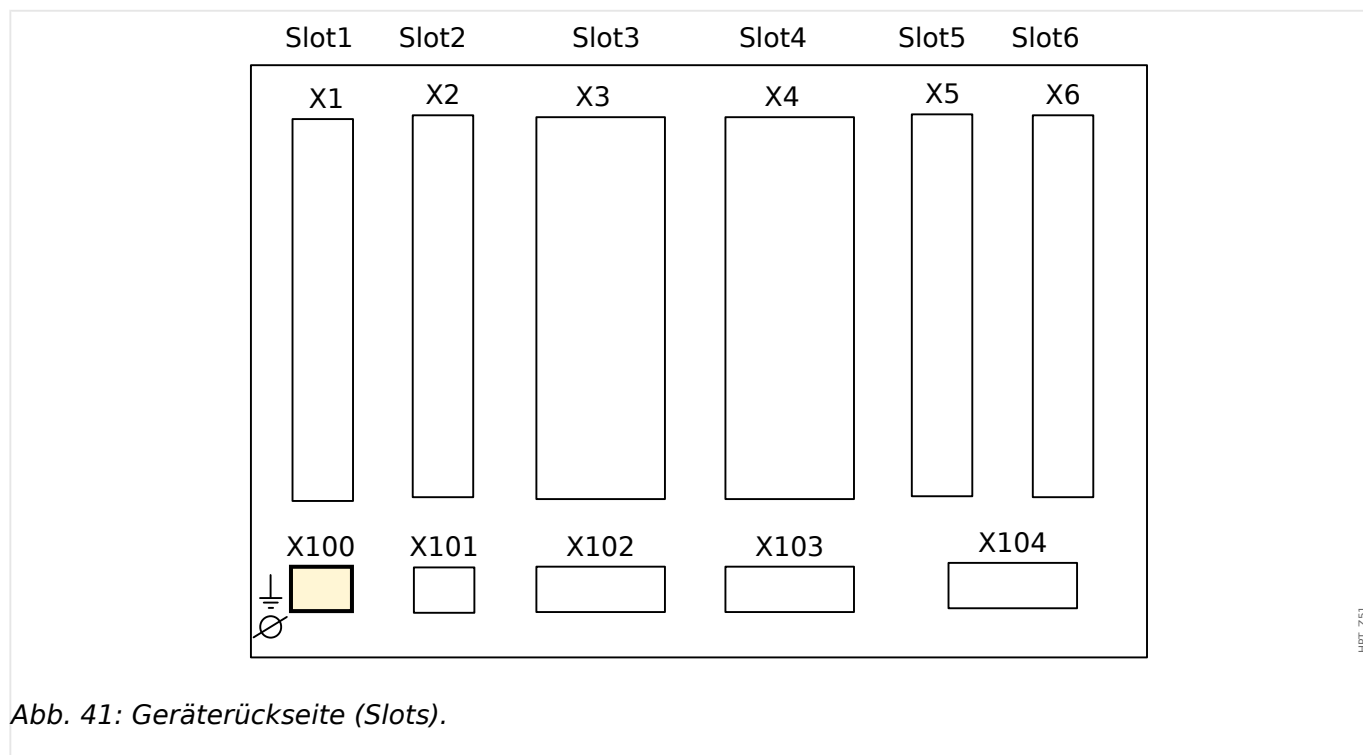 Slot1 Slot2 Slot3 Slot4 Slot5 Slot6
X1 X2 X3 X4 X5 X6
X100 X101 X102 X103 X104
Abb. 41: Geräterückseite (Slots).